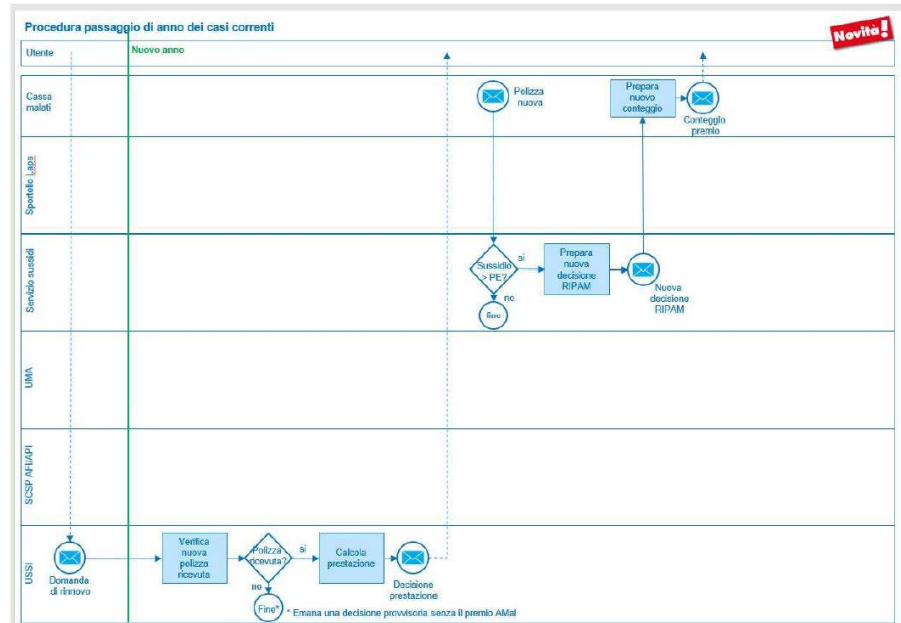 Procedura passaggio di anno dei casi correnti
Novità!
Utente
Nuovo anno
Cassa
malati
Polizza
nuova
Prepara
nuovo
conteggio
Conteggio
premio
Sportello Laps
Servizio sussidi
Sussidio
> PE?
si
no
fine
Prepara
nuova
decisione
RIPAM
Nuova
decisione
RIPAM
UMA
SCSP AFI/API
USSI
Domanda
di rinnovo
Verifica
nuova
polizza
ricevuta
Polizza
ricevuta?
si
no
Fine*
Calcola
prestazione
Decisione
prestazione
* Emana una decisione provvisoria senza il premio AMal